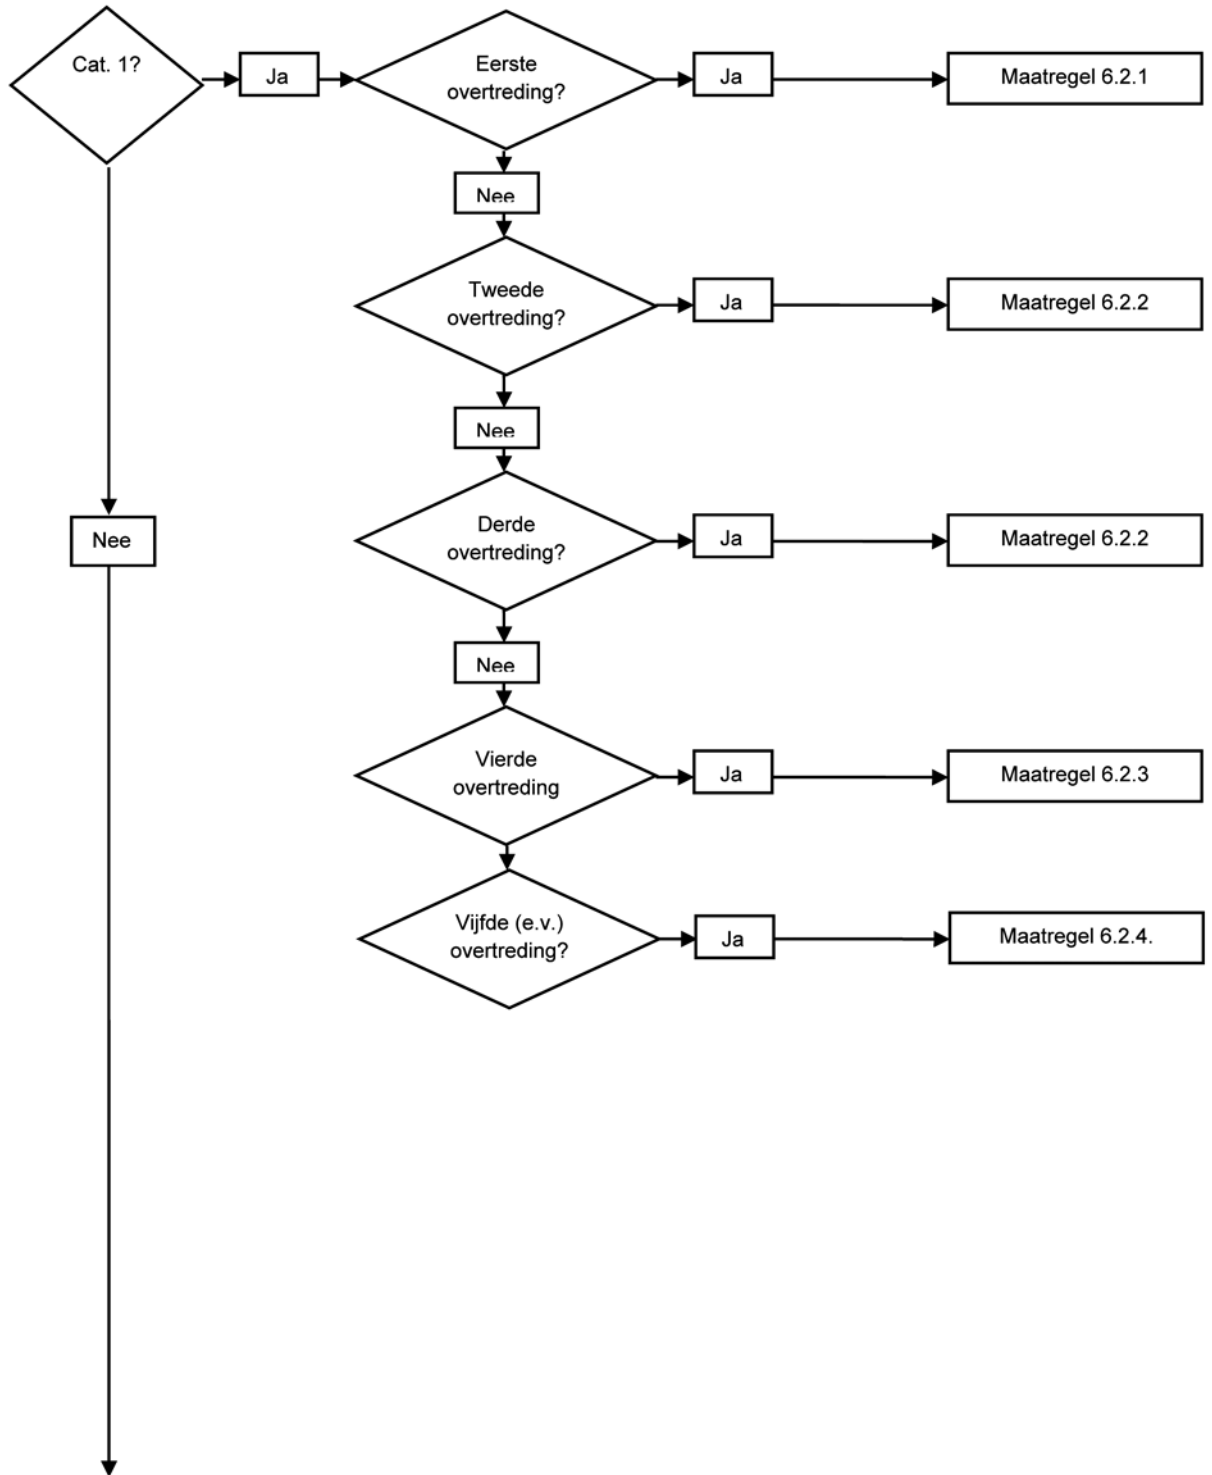 Cat. 1?
Ja
Eerste
overtreding?
Ja
Maatregel 6.2.1
Nee
Tweede
overtreding?
Ja
Maatregel 6.2.2
Nee
Derde
overtreding?
Ja
Maatregel 6.2.2
Nee
Nee
Vierde
overtreding
Ja
Maatregel 6.2.3
Vijfde (e.v.)
overtreding?
Ja
Maatregel 6.2.4.